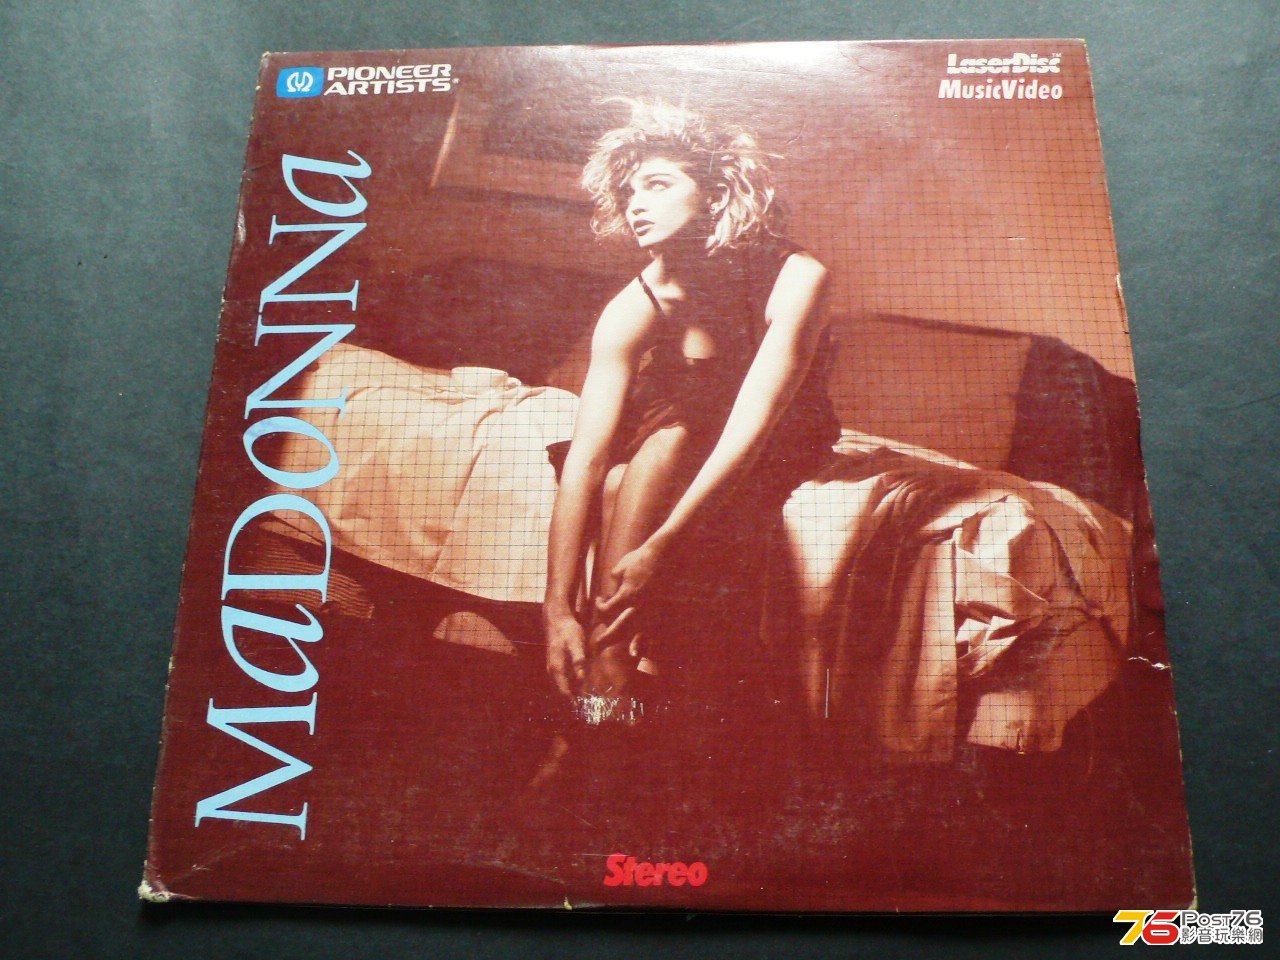 PIONEER
ARTISTS®
LaserDisc™
MusicVideo
MaDONNa
Stereo
76 Post76
影音玩樂網